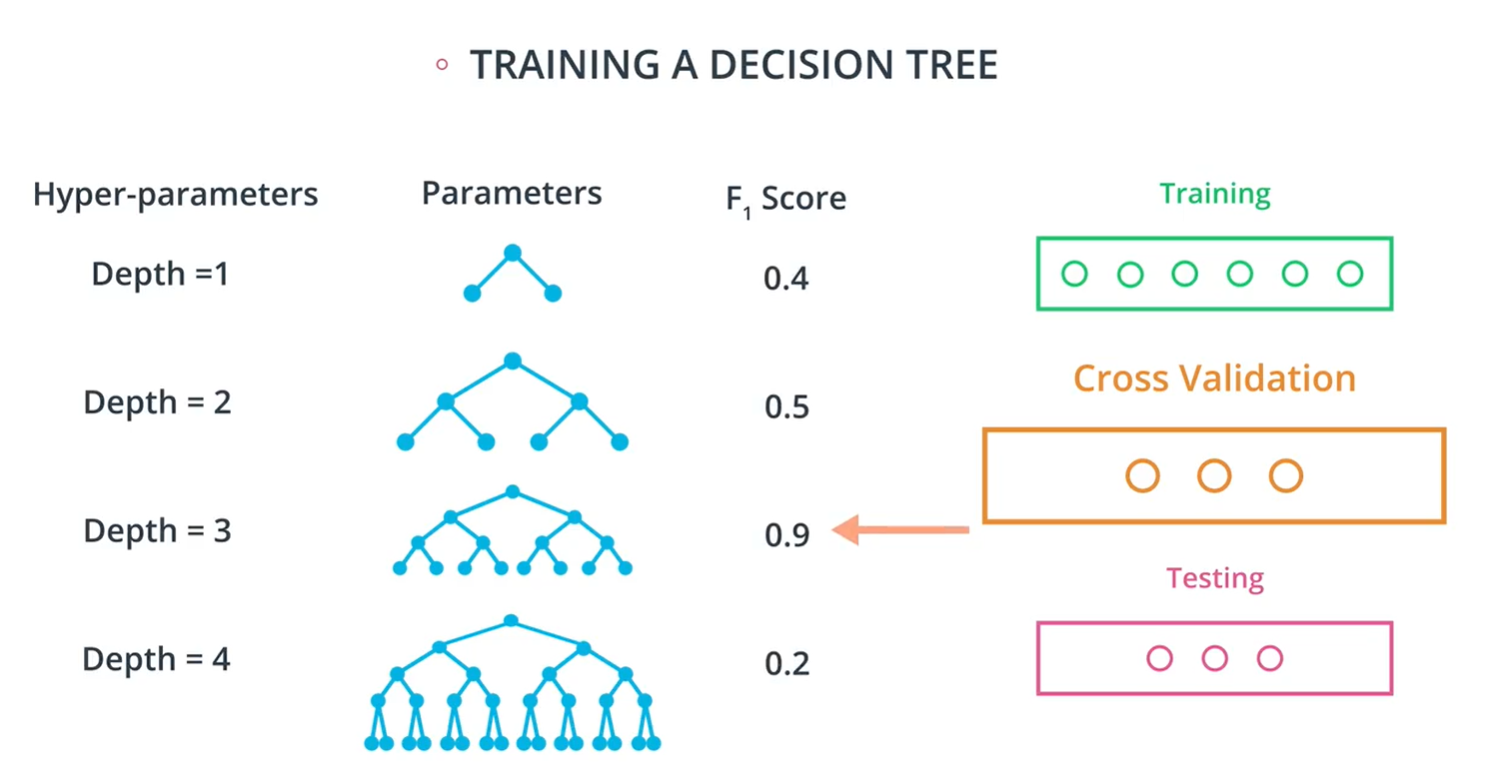 TRAINING A DECISION TREE
Hyper-parameters Parameters F₁ Score Training
Depth =1 0.4
Cross Validation
Depth = 2 0.5
Depth = 3 0.9
Testing
Depth = 4 0.2